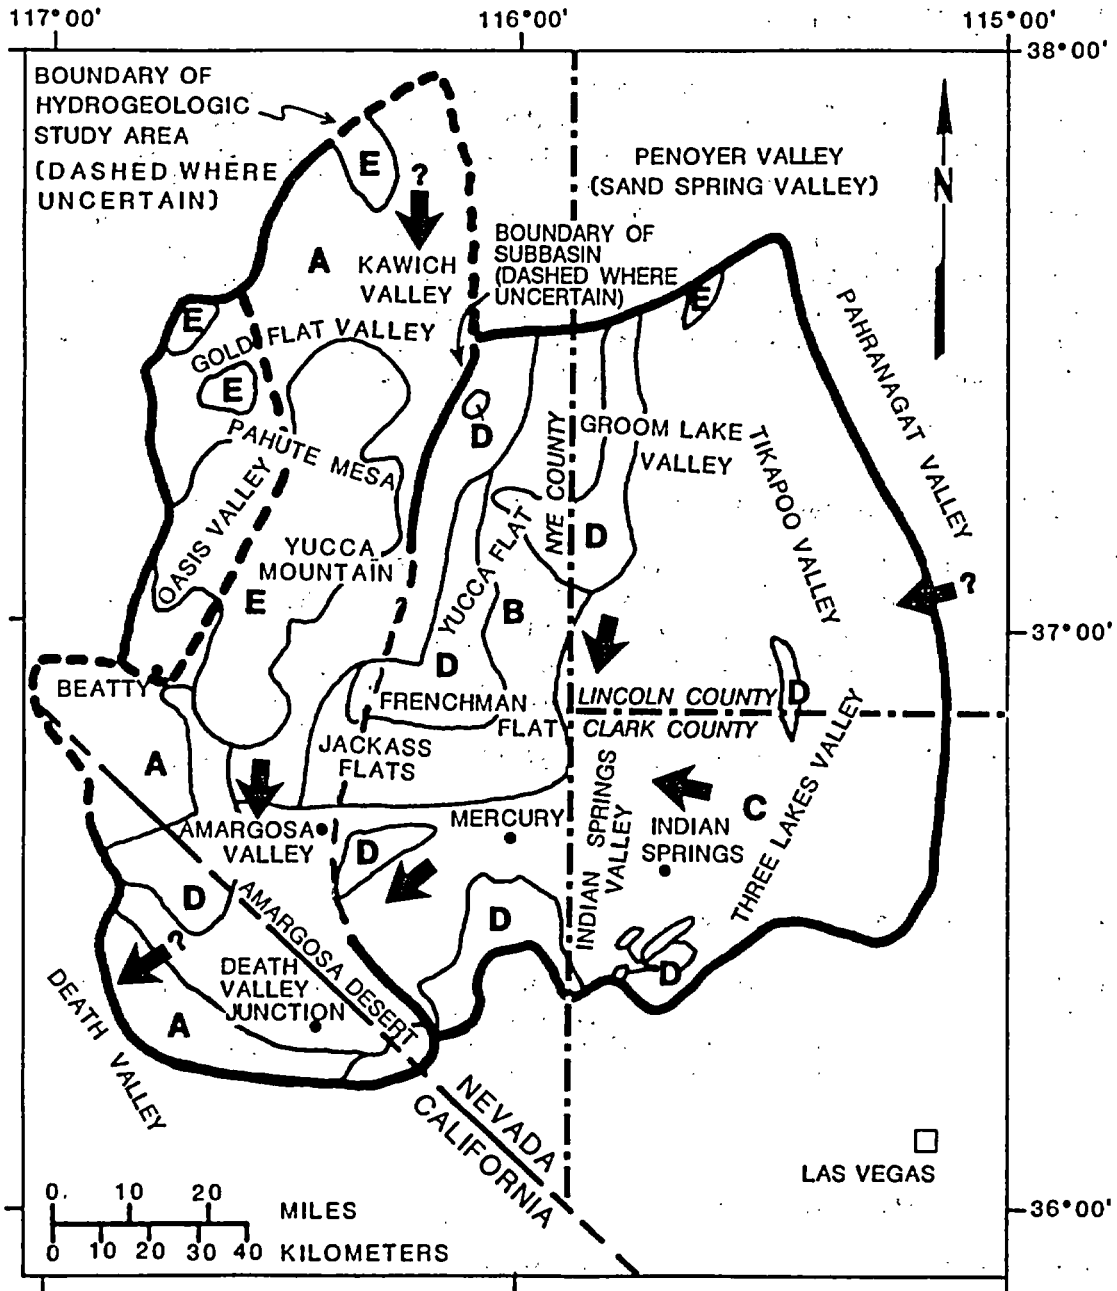 117°00'
116°00'
115°00'
38°00'
BOUNDARY OF
HYDROGEOLOGIC
STUDY AREA
(DASHED WHERE
UNCERTAIN)
E
?
PENOYER VALLEY
(SAND SPRING VALLEY)
N
BOUNDARY OF
SUBBASIN
(DASHED WHERE
UNCERTAIN)
A
KAWICH
VALLEY
E
E
GOLD FLAT VALLEY
E
PAHRANAGAT VALLEY
D
PAHUTE MESA
GROOM LAKE
VALLEY
TIKAPOO VALLEY
NYE COUNTY
OASIS VALLEY
YUCCA
MOUNTAIN
YUCCA FLAT
D
E
B
?
37°00'
D
BEATTY
FRENCHMAN
FLAT
LINCOLN COUNTY
CLARK COUNTY
D
JACKASS
FLATS
A
INDIAN SPRINGS
VALLEY
C
THREE LAKES VALLEY
AMARGOSA
VALLEY
MERCURY
INDIAN
SPRINGS
D
D
AMARGOSA DESERT
D
?
DEATH
VALLEY
JUNCTION
D
DEATH VALLEY
A
NEVADA
CALIFORNIA
LAS VEGAS
0 10 20
MILES
0 10 20 30 40
KILOMETERS
36°00'